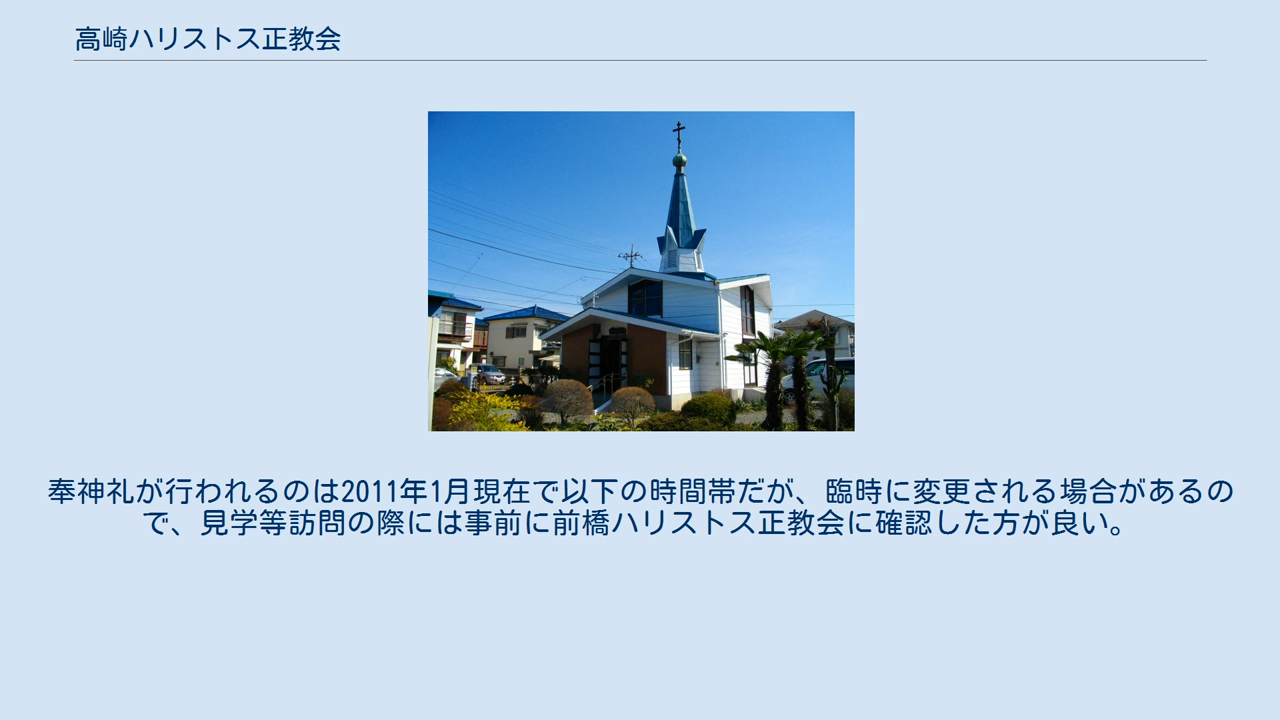 高崎ハリストス正教会
奉神礼が行われるのは2011年1月現在で以下の時間帯だが、臨時に変更される場合があるの
で、見学等訪問の際には事前に前橋ハリストス正教会に確認した方が良い。